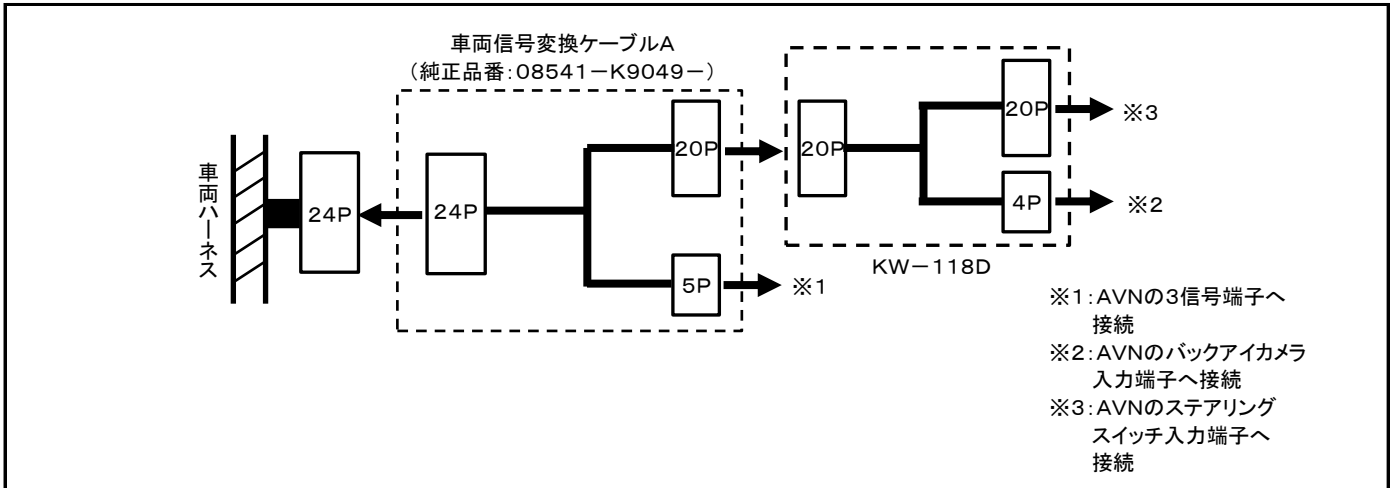 車両信号変換ケーブルA
（純正品番：08541－K9049－）
車両ハーネス
24P
24P
20P
5P
※1
20P
20P
※3
4P
※2
KW－118D
※1：AVNの3信号端子へ
接続
※2：AVNのバックアイカメラ
入力端子へ接続
※3：AVNのステアリング
スイッチ入力端子へ
接続